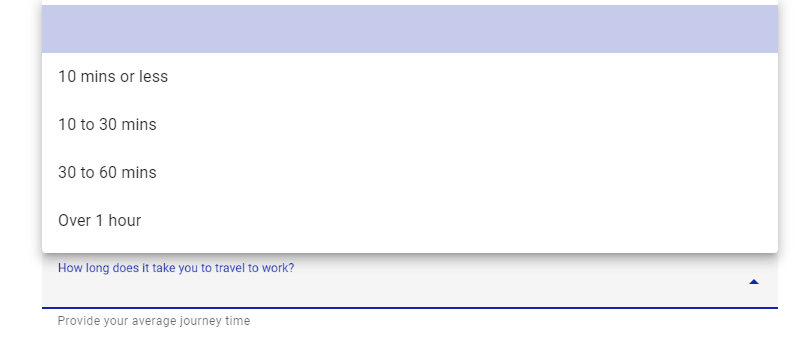 10 mins or less
10 to 30 mins
30 to 60 mins
Over 1 hour
How long does it take you to travel to work?
Provide your average journey time